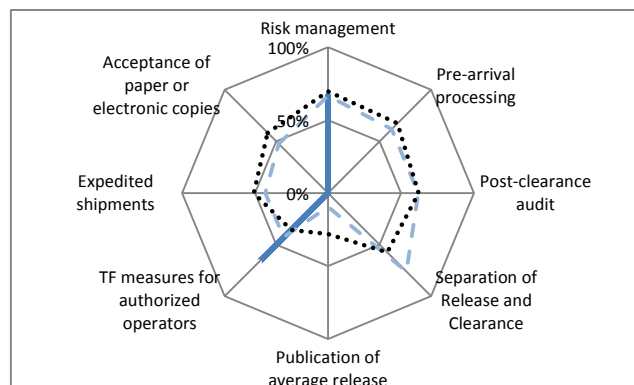 Risk management
100%
Acceptance of
paper or
electronic copies
Pre-arrival
processing
50%
Expedited
shipments
0%
Post-clearance
audit
TF measures for
authorized
operators
Separation of
Release and
Clearance
Publication of
average release